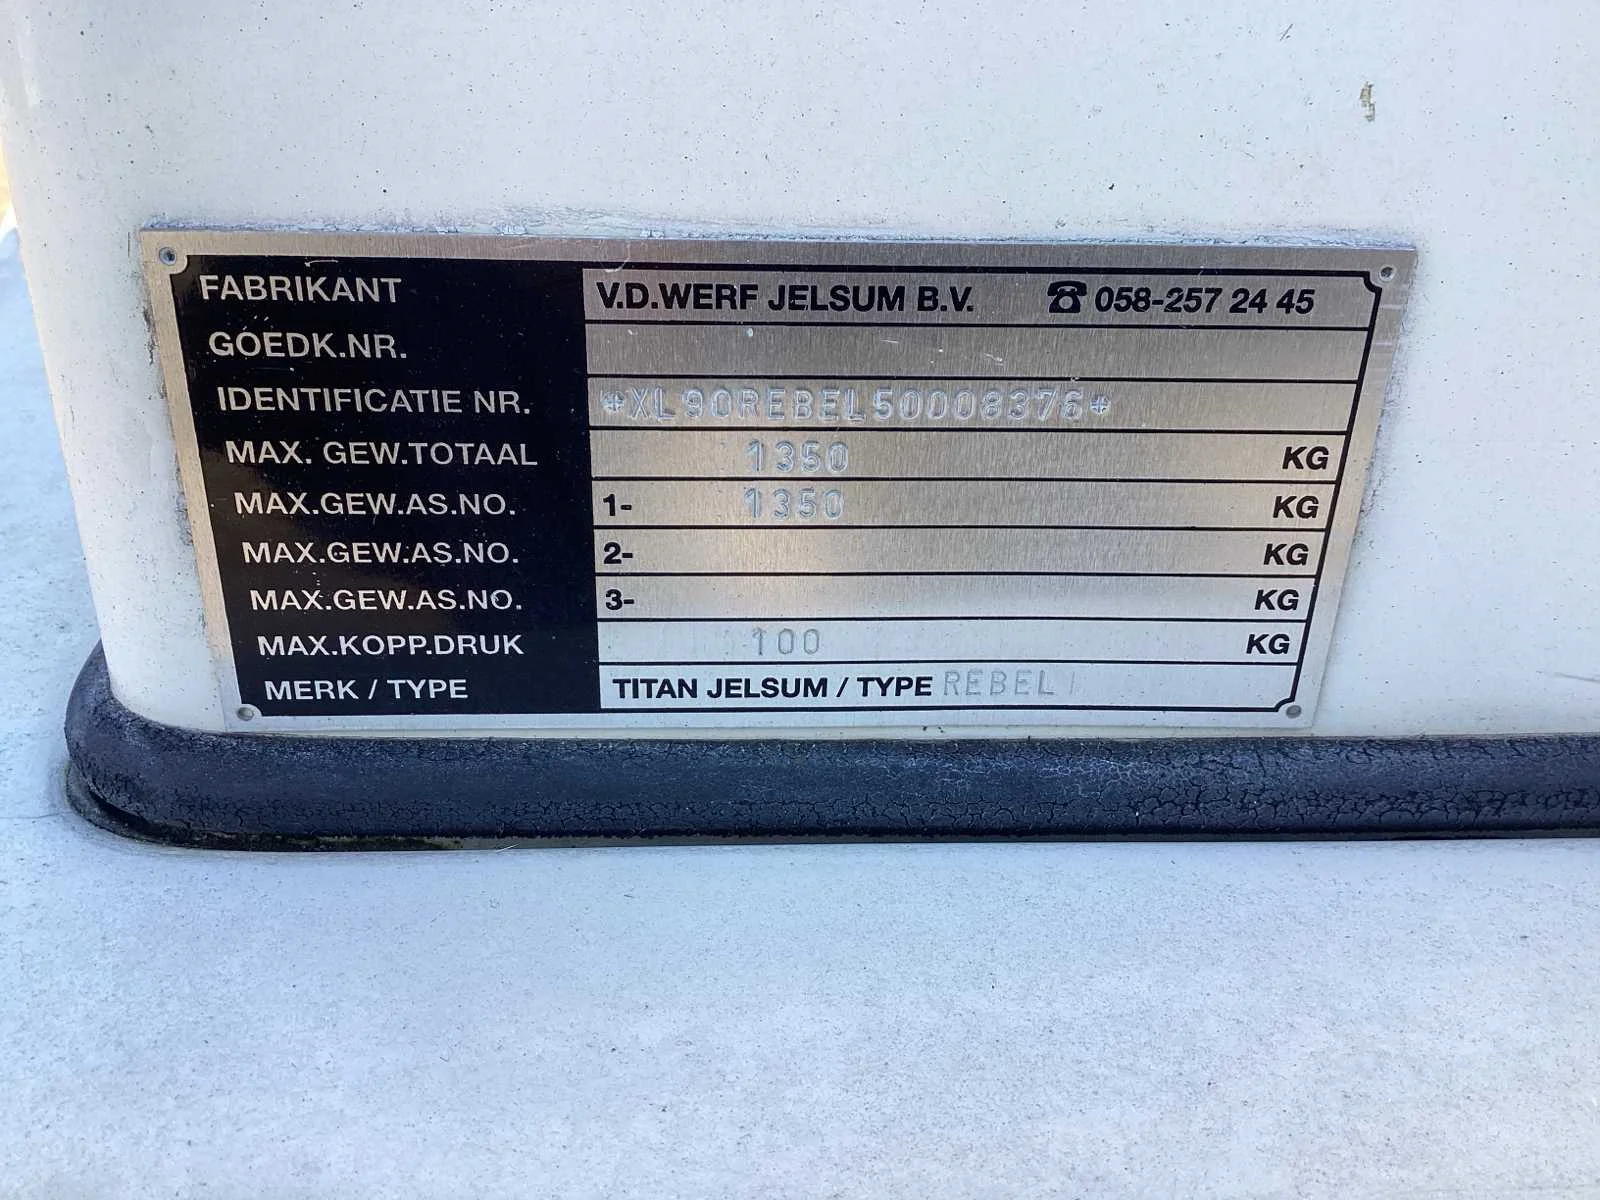 FABRIKANT V.D.WERF JELSUM B.V. ☎ 058-257 24 45
GOEDK.NR.
IDENTIFICATIE NR. *XL90REBEL50008376*
MAX. GEW.TOTAAL 1350 KG
MAX.GEW.AS.NO. 1- 1350 KG
MAX.GEW.AS.NO. 2- KG
MAX.GEW.AS.NO. 3- KG
MAX.KOPP.DRUK 100 KG
MERK / TYPE TITAN JELSUM / TYPE REBEL